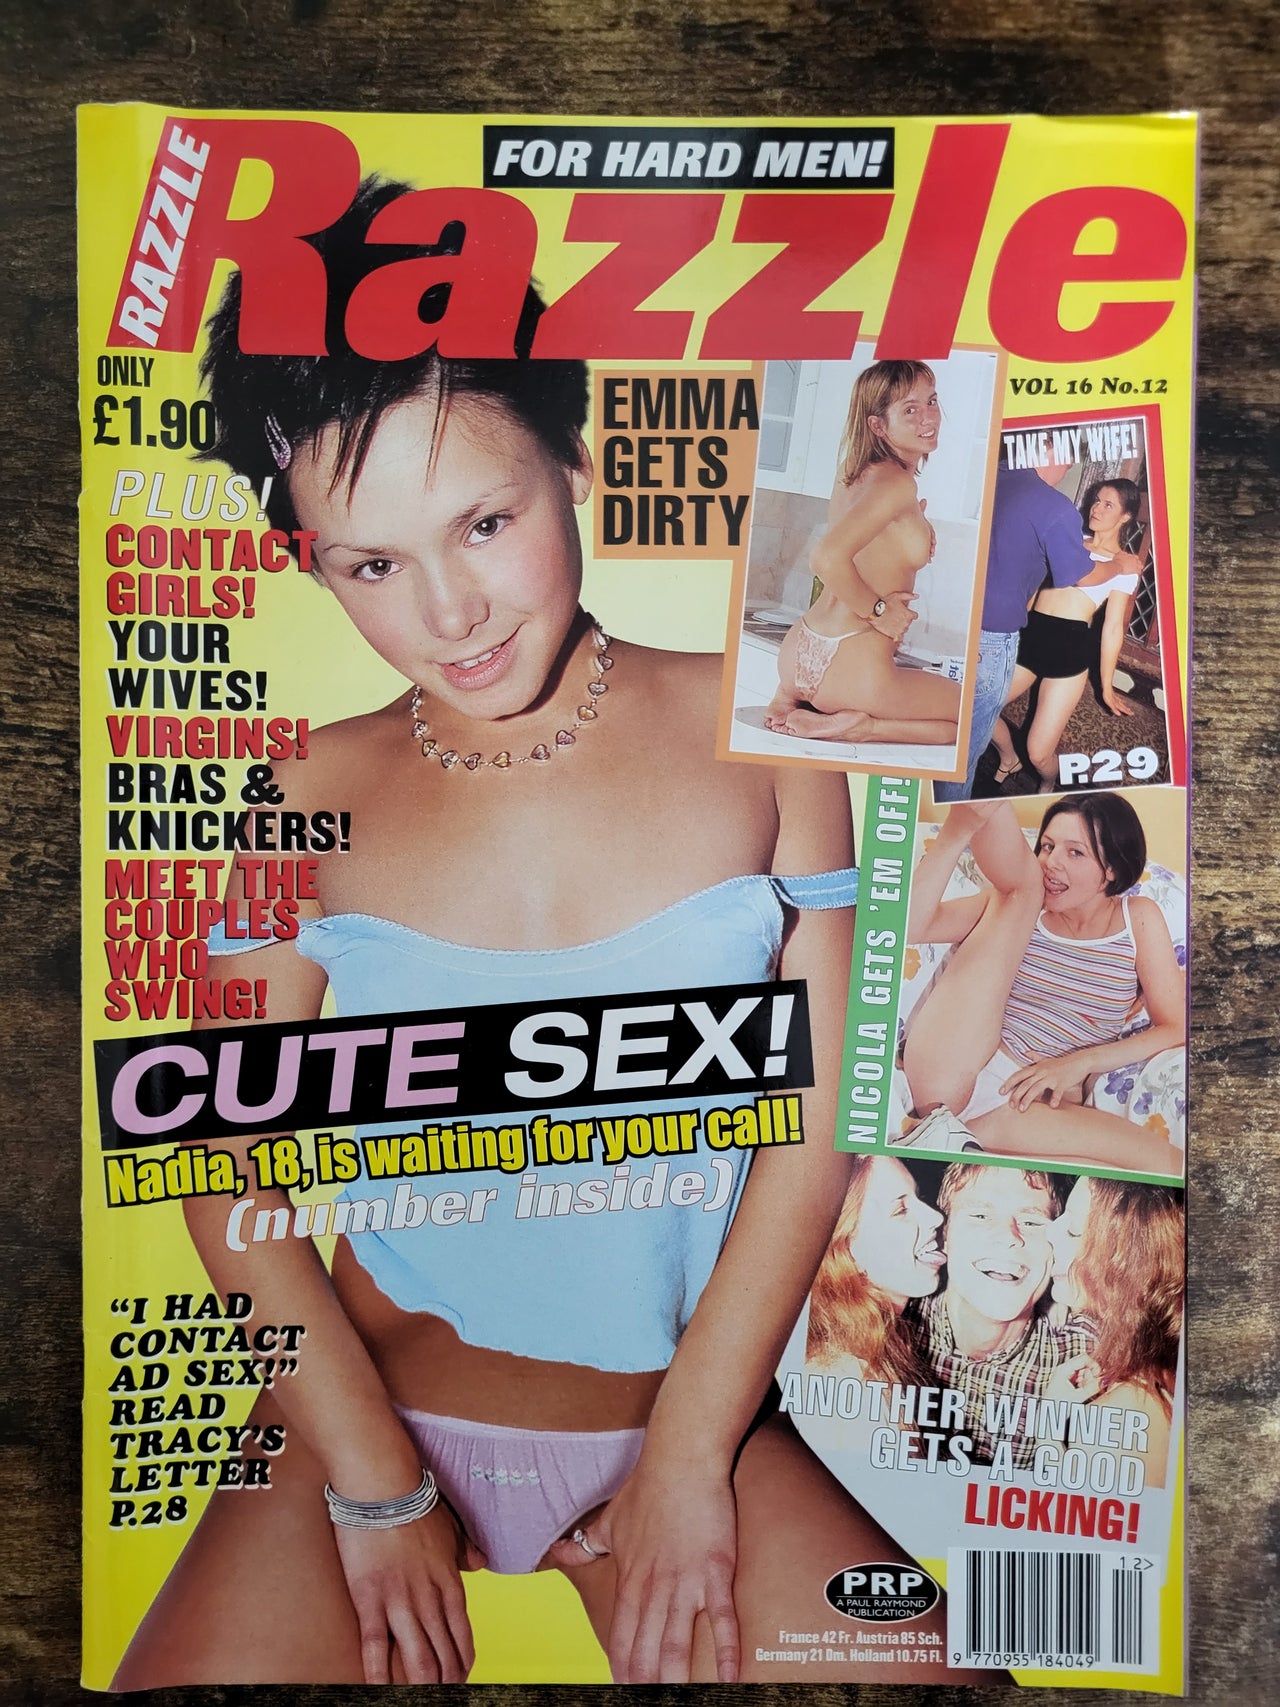 FOR HARD MEN!
RAZZLE
Razzle
ONLY
£1.90
VOL 16 No.12
EMMA
GETS
DIRTY
TAKE MY WIFE!
P.29
PLUS!
CONTACT
GIRLS!
YOUR
WIVES!
VIRGINS!
BRAS &
KNICKERS!
MEET THE
COUPLES
WHO
SWING!
NICOLA GETS 'EM OFF!
CUTE SEX!
Nadia, 18, is waiting for your call!
(number inside)
"I HAD
CONTACT
AD SEX!"
READ
TRACY'S
LETTER
P.28
ANOTHER WINNER
GETS A GOOD
LICKING!
PRP
A PAUL RAYMOND
PUBLICATION
France 42 Fr. Austria 85 Sch.
Germany 21 Dm. Holland 10.75 Fl.
12>
9 770955 184049